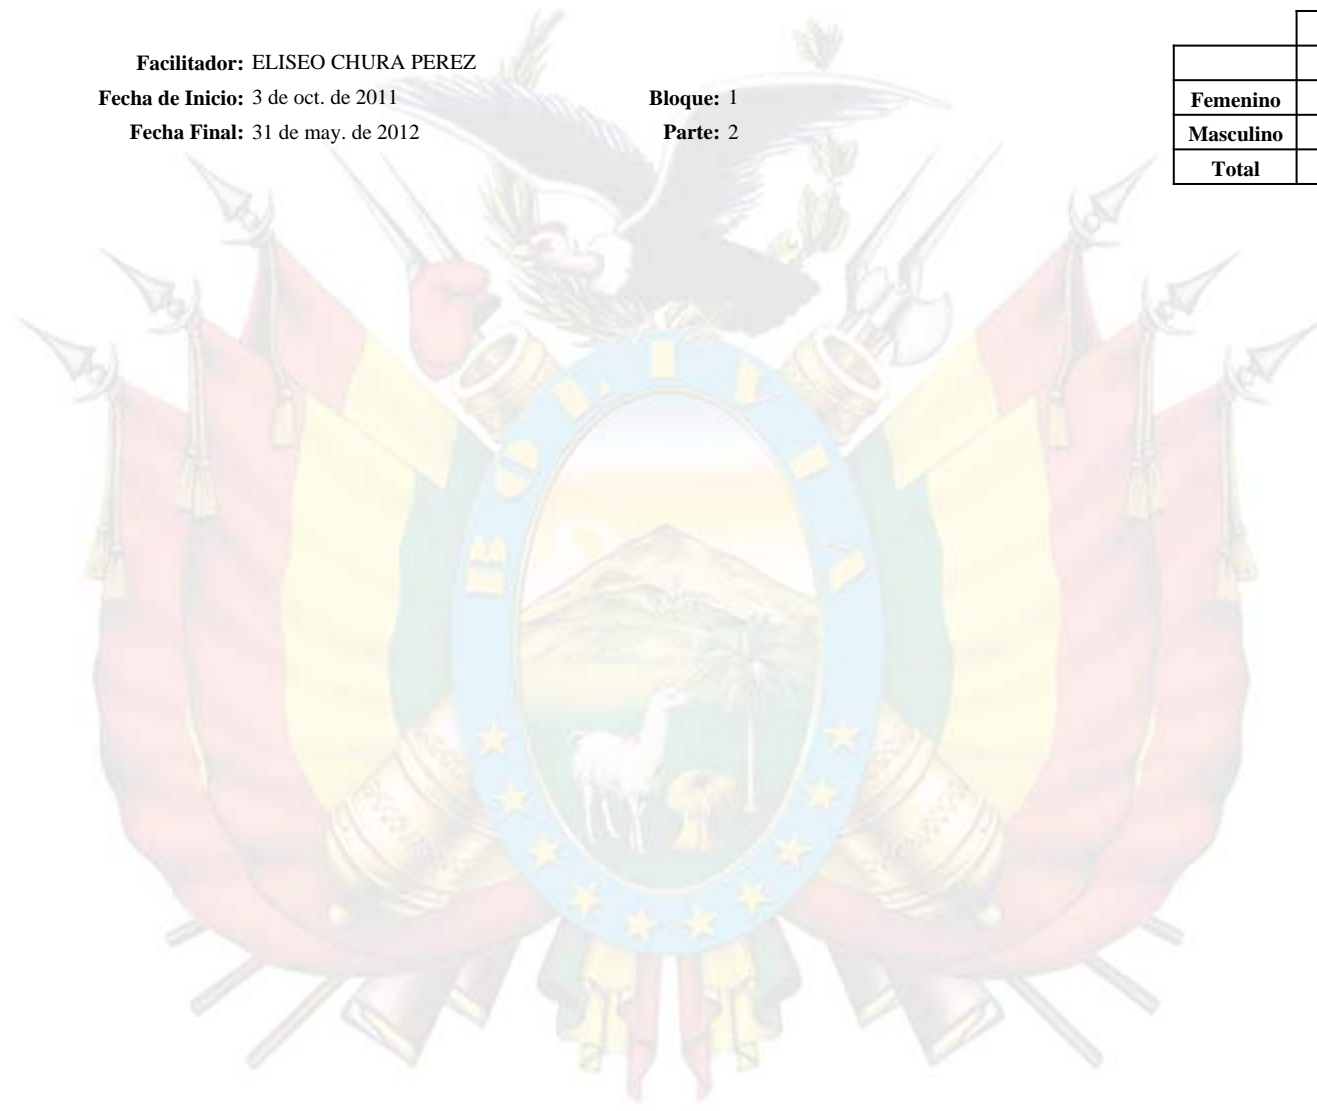 Facilitador: ELISEO CHURA PEREZ
Fecha de Inicio: 3 de oct. de 2011 Bloque: 1
Fecha Final: 31 de may. de 2012 Parte: 2
Femenino
Masculino
Total
BOLIVIA